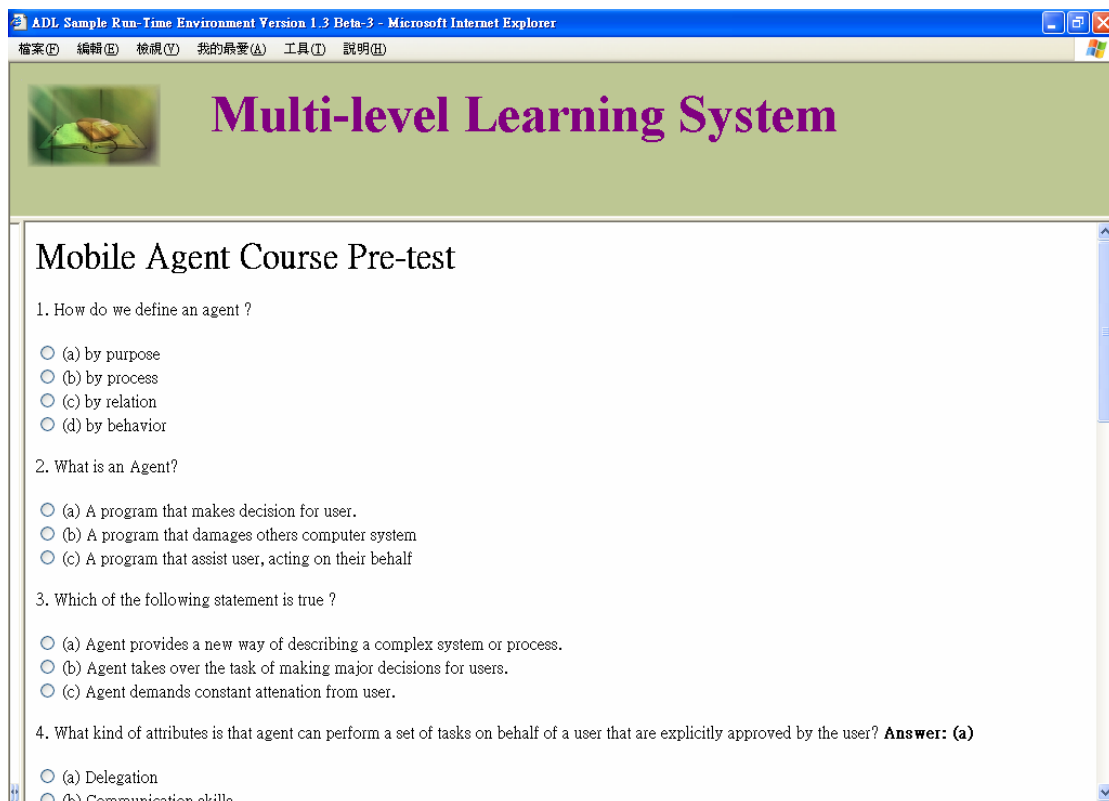 ADL Sample Run-Time Environment Version 1.3 Beta-3 - Microsoft Internet Explorer
檔案(F) 編輯(E) 檢視(V) 我的最愛(A) 工具(T) 說明(H)
Multi-level Learning System
Mobile Agent Course Pre-test
1. How do we define an agent ?
(a) by purpose
(b) by process
(c) by relation
(d) by behavior
2. What is an Agent?
(a) A program that makes decision for user.
(b) A program that damages others computer system
(c) A program that assist user, acting on their behalf
3. Which of the following statement is true ?
(a) Agent provides a new way of describing a complex system or process.
(b) Agent takes over the task of making major decisions for users.
(c) Agent demands constant attenation from user.
4. What kind of attributes is that agent can perform a set of tasks on behalf of a user that are explicitly approved by the user? Answer: (a)
(a) Delegation
(b) Communication skills